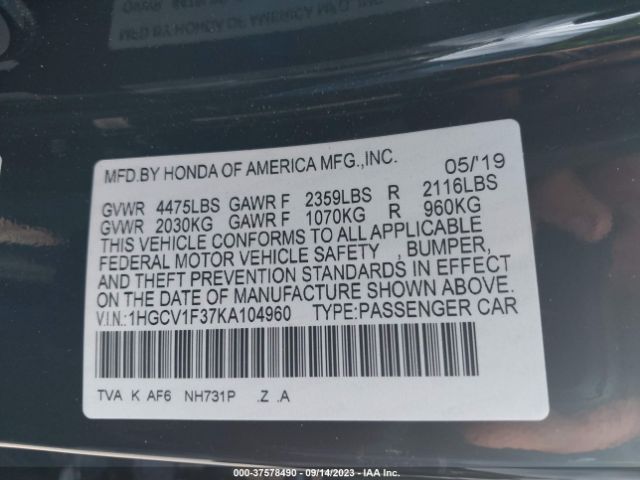 MFD.BY HONDA OF AMERICA MFG.,INC. 05/'19
GVWR 4475LBS GAWR F 2359LBS R 2116LBS
GVWR 2030KG GAWR F 1070KG R 960KG
THIS VEHICLE CONFORMS TO ALL APPLICABLE
FEDERAL MOTOR VEHICLE SAFETY , BUMPER,
AND THEFT PREVENTION STANDARDS IN EFFECT
ON THE DATE OF MANUFACTURE SHOWN ABOVE.
V.I.N.:1HGCV1F37KA104960 TYPE:PASSENGER CAR
TVA K AF6 NH731P .Z .A
000-37578490 - 09/14/2023 - IAA Inc.